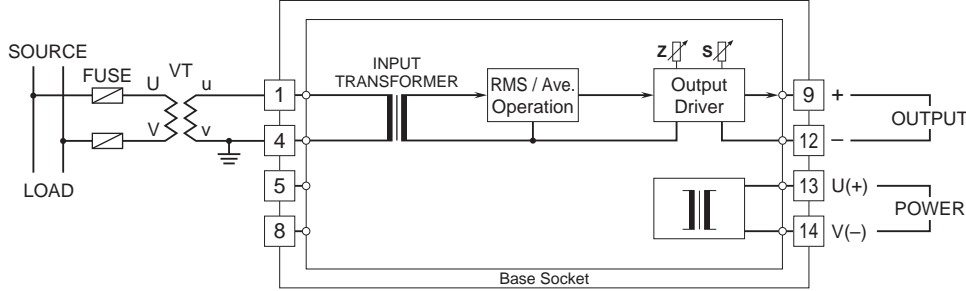 SOURCE
FUSE
VT
U
u
V
v
LOAD
INPUT
TRANSFORMER
RMS / Ave.
Operation
Z
S
Output
Driver
1
4
5
8
9
+
12
–
OUTPUT
13
U(+)
14
V(–)
POWER
Base Socket